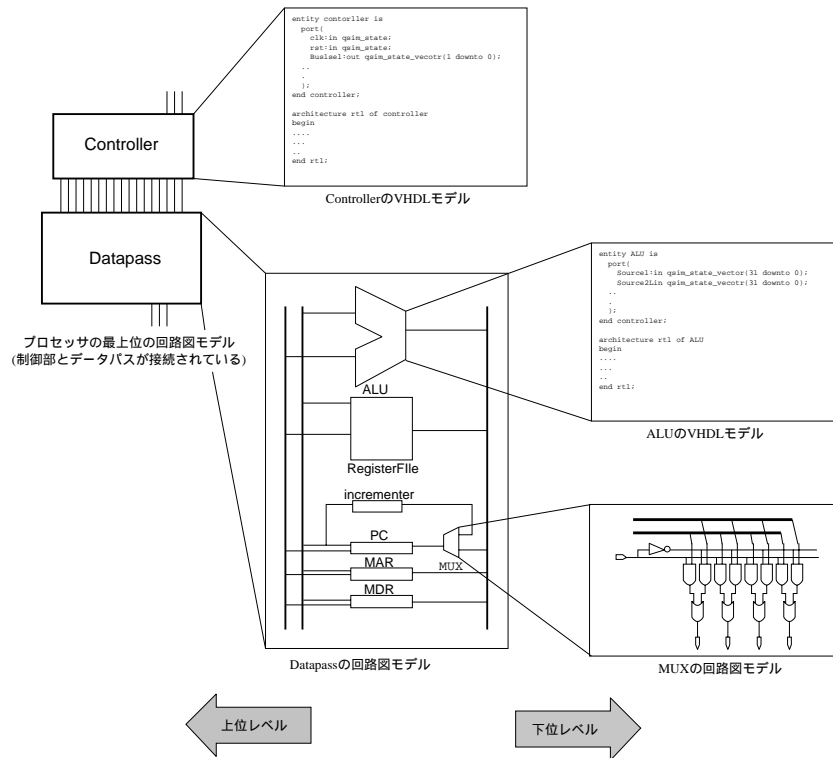 entity contorller is
port(
clk:in qsim_state;
rst:in qsim_state;
Buslsel:out qsim_state_vecotr(1 downto 0);
..
.
);
end controller;
architecture rtl of controller
begin
....
...
..
end rtl;
ControllerのVHDLモデル
Controller
Datapass
プロセッサの最上位の回路図モデル
(制御部とデータパスが接続されている)
entity ALU is
port(
Source1:in qsim_state_vector(31 downto 0);
Source2Lin qsim_state_vecotr(31 downto 0);
..
.
);
end controller;
architecture rtl of ALU
begin
....
...
..
end rtl;
ALUのVHDLモデル
ALU
RegisterFIle
incrementer
PC
MUX
MAR
MDR
Datapassの回路図モデル
MUXの回路図モデル
上位レベル
下位レベル